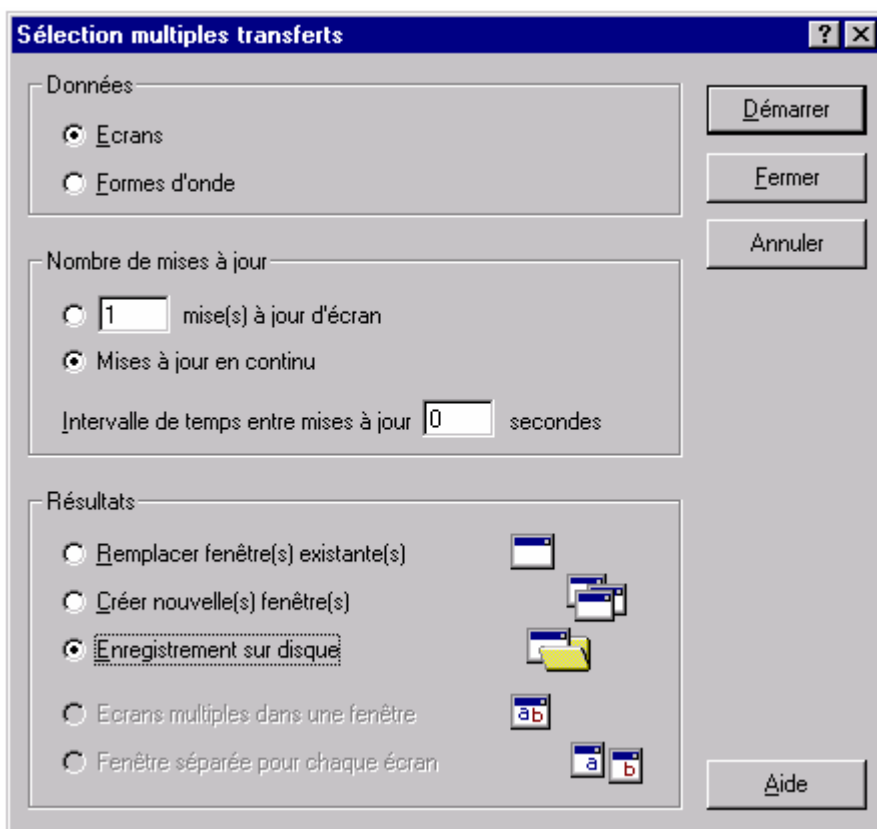 Sélection multiples transferts
Données
Ecrans
Formes d'onde
Démarrer
Fermer
Annuler
Nombre de mises à jour
1 mise(s) à jour d'écran
Mises à jour en continu
Intervalle de temps entre mises à jour 0 secondes
Résultats
Remplacer fenêtre(s) existante(s)
Créer nouvelle(s) fenêtre(s)
Enregistrement sur disque
Ecrans multiples dans une fenêtre ab
Fenêtre séparée pour chaque écran a b
Aide